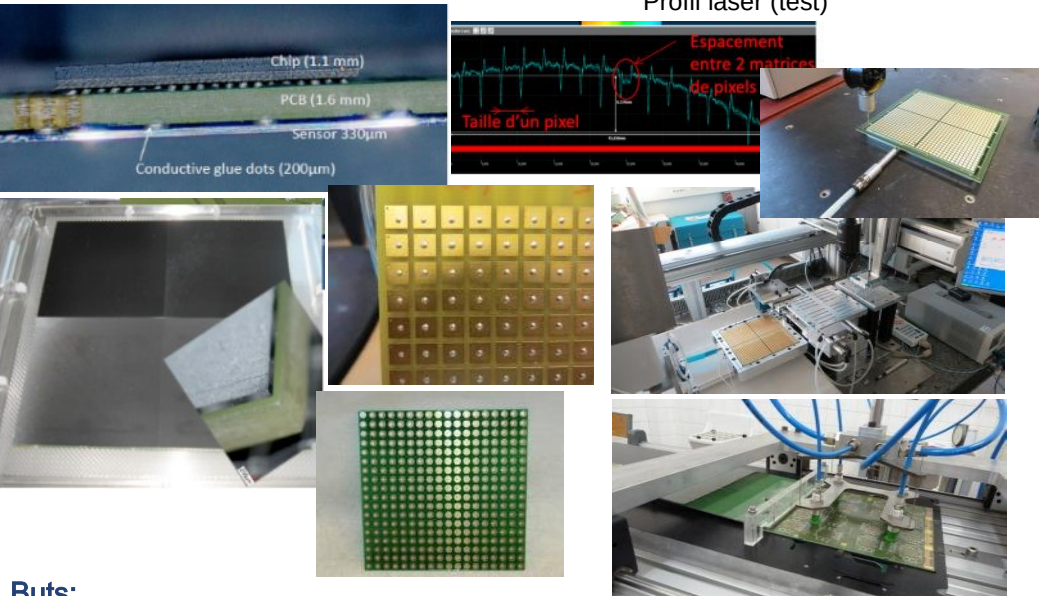 Profil laser (test)
Chip (1.1 mm)
PCB (1.6 mm)
Sensor 330µm
Conductive glue dots (200µm)
Espacement
entre 2 matrices
de pixels
Taille d'un pixel
Buts: